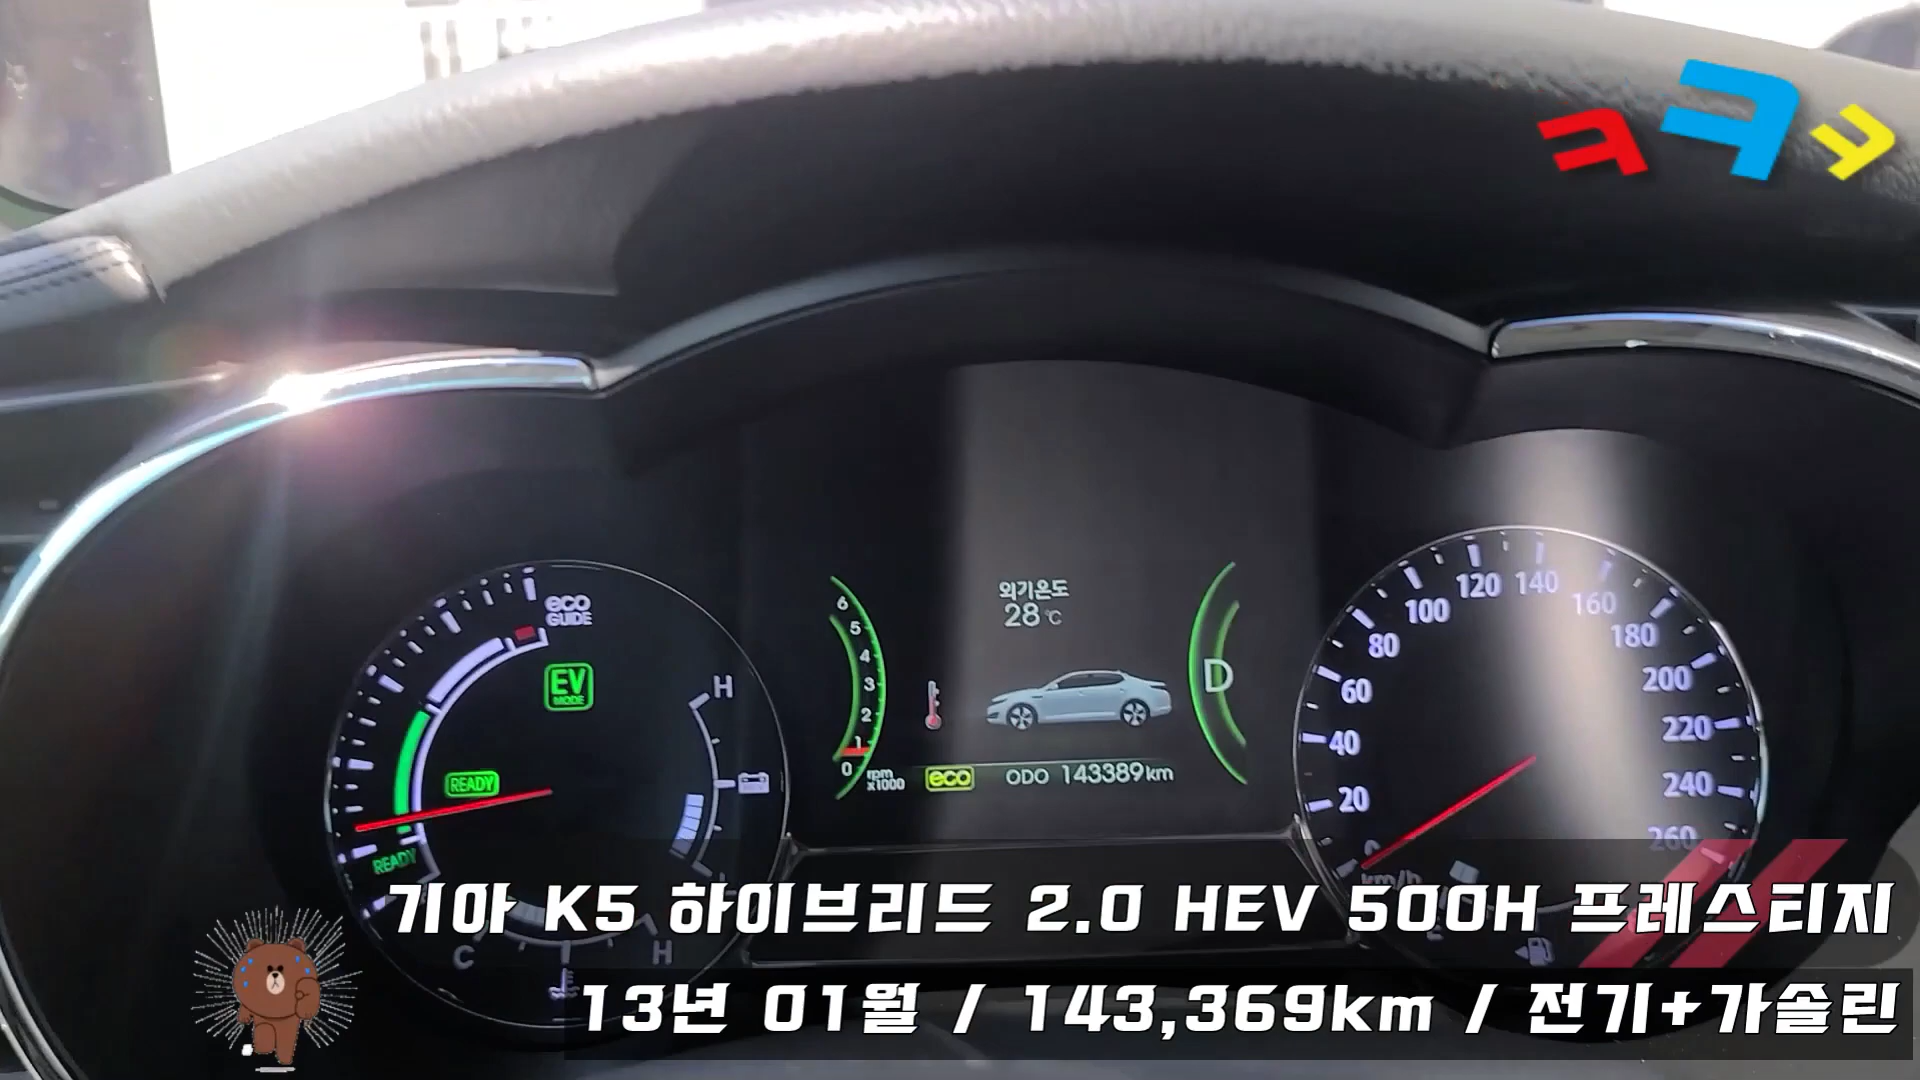 ㅋㅋㅑ
eco
GUIDE
EV
MODE
READY
READY
H
C
H
6
5
4
3
2
1
0
rpm
x1000
외기온도
28℃
eco
ODO 143389km
D
0
20
40
60
80
100
120
140
160
180
200
220
240
260
km/h
기아 K5 하이브리드 2.0 HEV 500H 프레스티지
13년 01월 / 143,369km / 전기+가솔린